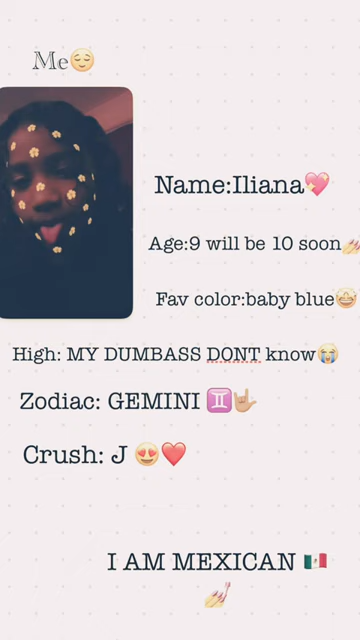 Me😌
Name:Iliana💖
Age:9 will be 10 soon💅🏼
Fav color:baby blue🤩
High: MY DUMBASS DONT know😭
Zodiac: GEMINI ♊🤟🏼
Crush: J 😍❤️
I AM MEXICAN 🇲🇽
💅🏼